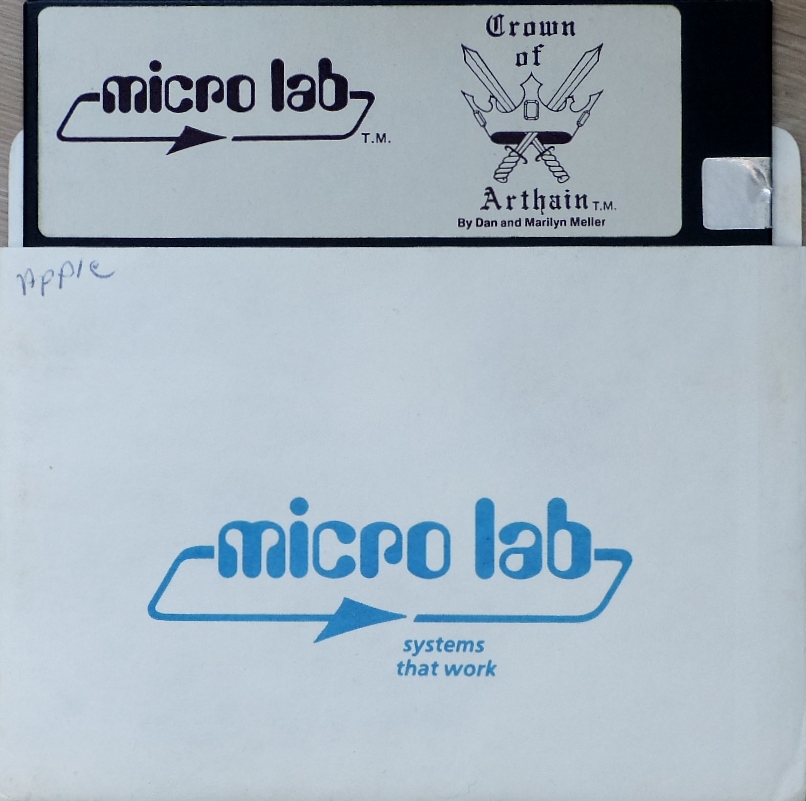 micro lab
T.M.
Crown
of
Arthain T.M.
By Dan and Marilyn Meller
Apple
micro lab
systems
that work